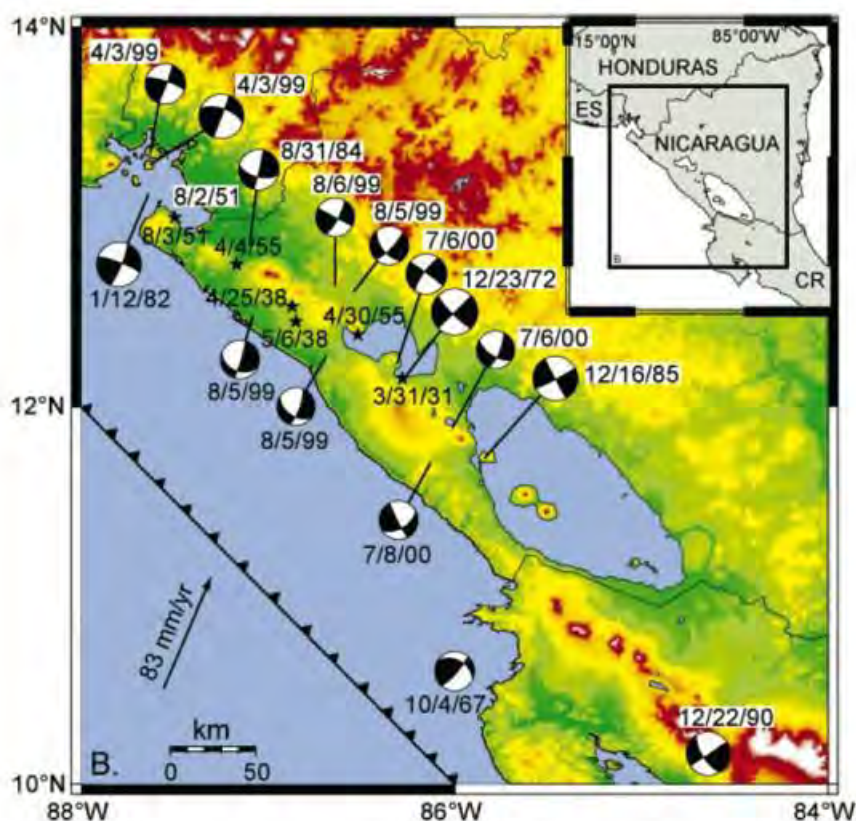 14°N
15°00'N
85°00'W
4/3/99
4/3/99
HONDURAS
ES
NICARAGUA
8/31/84
8/6/99
8/2/51
8/5/99
8/3/51
4/4/55
7/6/00
B
1/12/82
12/23/72
CR
4/25/38
4/30/55
5/6/38
7/6/00
8/5/99
12/16/85
3/31/31
12°N
8/5/99
7/8/00
83 mm/yr
10/4/67
12/22/90
km
B.
0 50
10°N
88°W
86°W
84°W